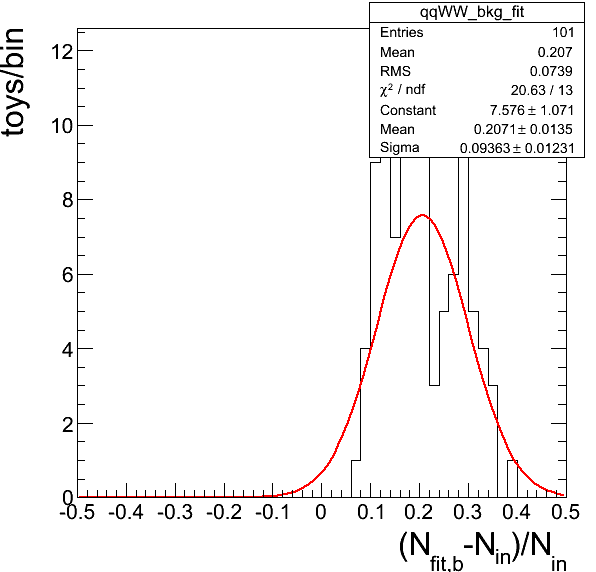 qqWW_bkg_fit
Entries 101
Mean 0.207
RMS 0.0739
χ² / ndf 20.63 / 13
Constant 7.576 ± 1.071
Mean 0.2071 ± 0.0135
Sigma 0.09363 ± 0.01231
toys/bin
12
10
8
6
4
2
0
-0.5 -0.4 -0.3 -0.2 -0.1 0 0.1 0.2 0.3 0.4 0.5
(N_fit,b-N_in)/N_in